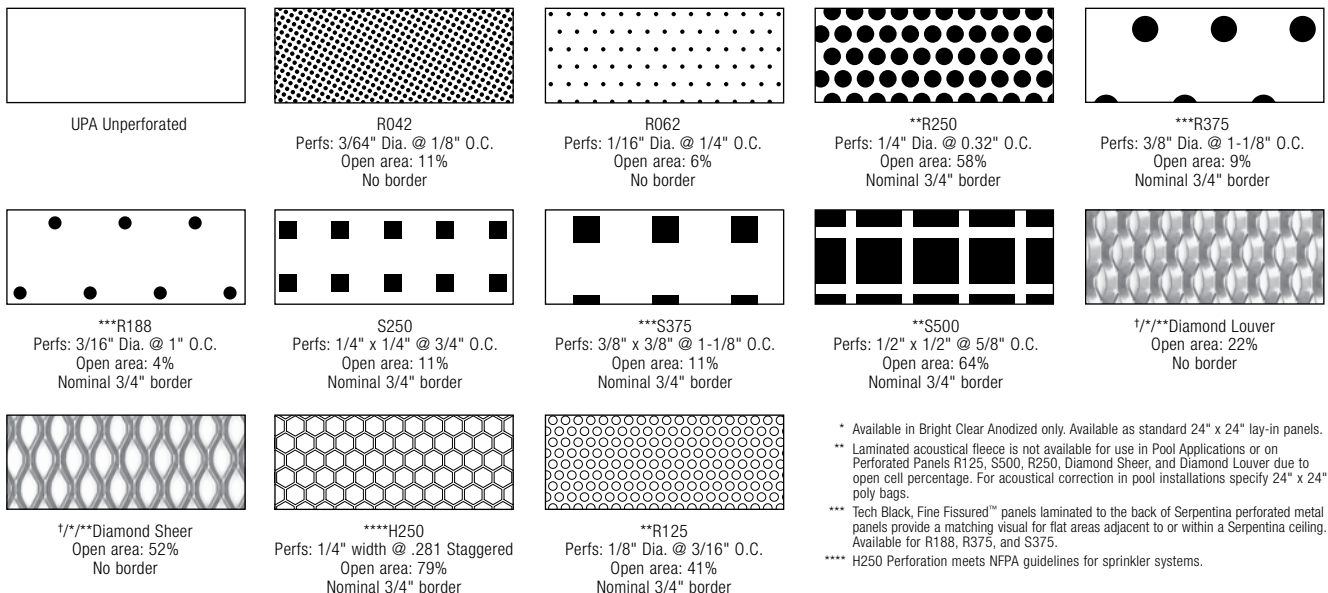 UPA Unperforated
R042
Perfs: 3/64" Dia. @ 1/8" O.C.
Open area: 11%
No border
R062
Perfs: 1/16" Dia. @ 1/4" O.C.
Open area: 6%
No border
**R250
Perfs: 1/4" Dia. @ 0.32" O.C.
Open area: 58%
Nominal 3/4" border
***R375
Perfs: 3/8" Dia. @ 1-1/8" O.C.
Open area: 9%
Nominal 3/4" border
***R188
Perfs: 3/16" Dia. @ 1" O.C.
Open area: 4%
Nominal 3/4" border
S250
Perfs: 1/4" x 1/4" @ 3/4" O.C.
Open area: 11%
Nominal 3/4" border
***S375
Perfs: 3/8" x 3/8" @ 1-1/8" O.C.
Open area: 11%
Nominal 3/4" border
**S500
Perfs: 1/2" x 1/2" @ 5/8" O.C.
Open area: 64%
Nominal 3/4" border
†/*/**Diamond Louver
Open area: 22%
No border
†/*/**Diamond Sheer
Open area: 52%
No border
****H250
Perfs: 1/4" width @ .281 Staggered
Open area: 79%
Nominal 3/4" border
**R125
Perfs: 1/8" Dia. @ 3/16" O.C.
Open area: 41%
Nominal 3/4" border
* Available in Bright Clear Anodized only. Available as standard 24" x 24" lay-in panels.
** Laminated acoustical fleece is not available for use in Pool Applications or on
Perforated Panels R125, S500, R250, Diamond Sheer, and Diamond Louver due to
open cell percentage. For acoustical correction in pool installations specify 24" x 24"
poly bags.
*** Tech Black, Fine Fissured™ panels laminated to the back of Serpentina perforated metal
panels provide a matching visual for flat areas adjacent to or within a Serpentina ceiling.
Available for R188, R375, and S375.
**** H250 Perforation meets NFPA guidelines for sprinkler systems.